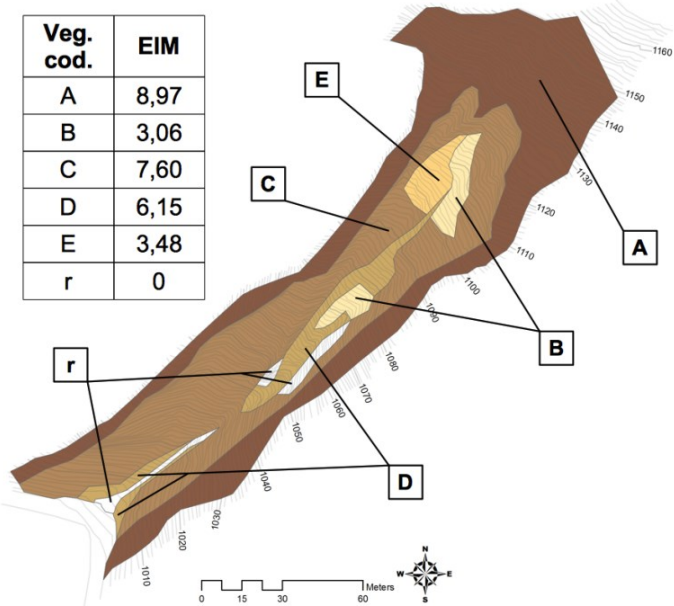 Veg. cod. EIM
A 8,97
B 3,06
C 7,60
D 6,15
E 3,48
r 0
E
C
A
B
r
D
1160
1150
1140
1130
1120
1110
1100
1090
1080
1070
1060
1050
1040
1030
1020
1010
N
W E
S
Meters
0 15 30 60